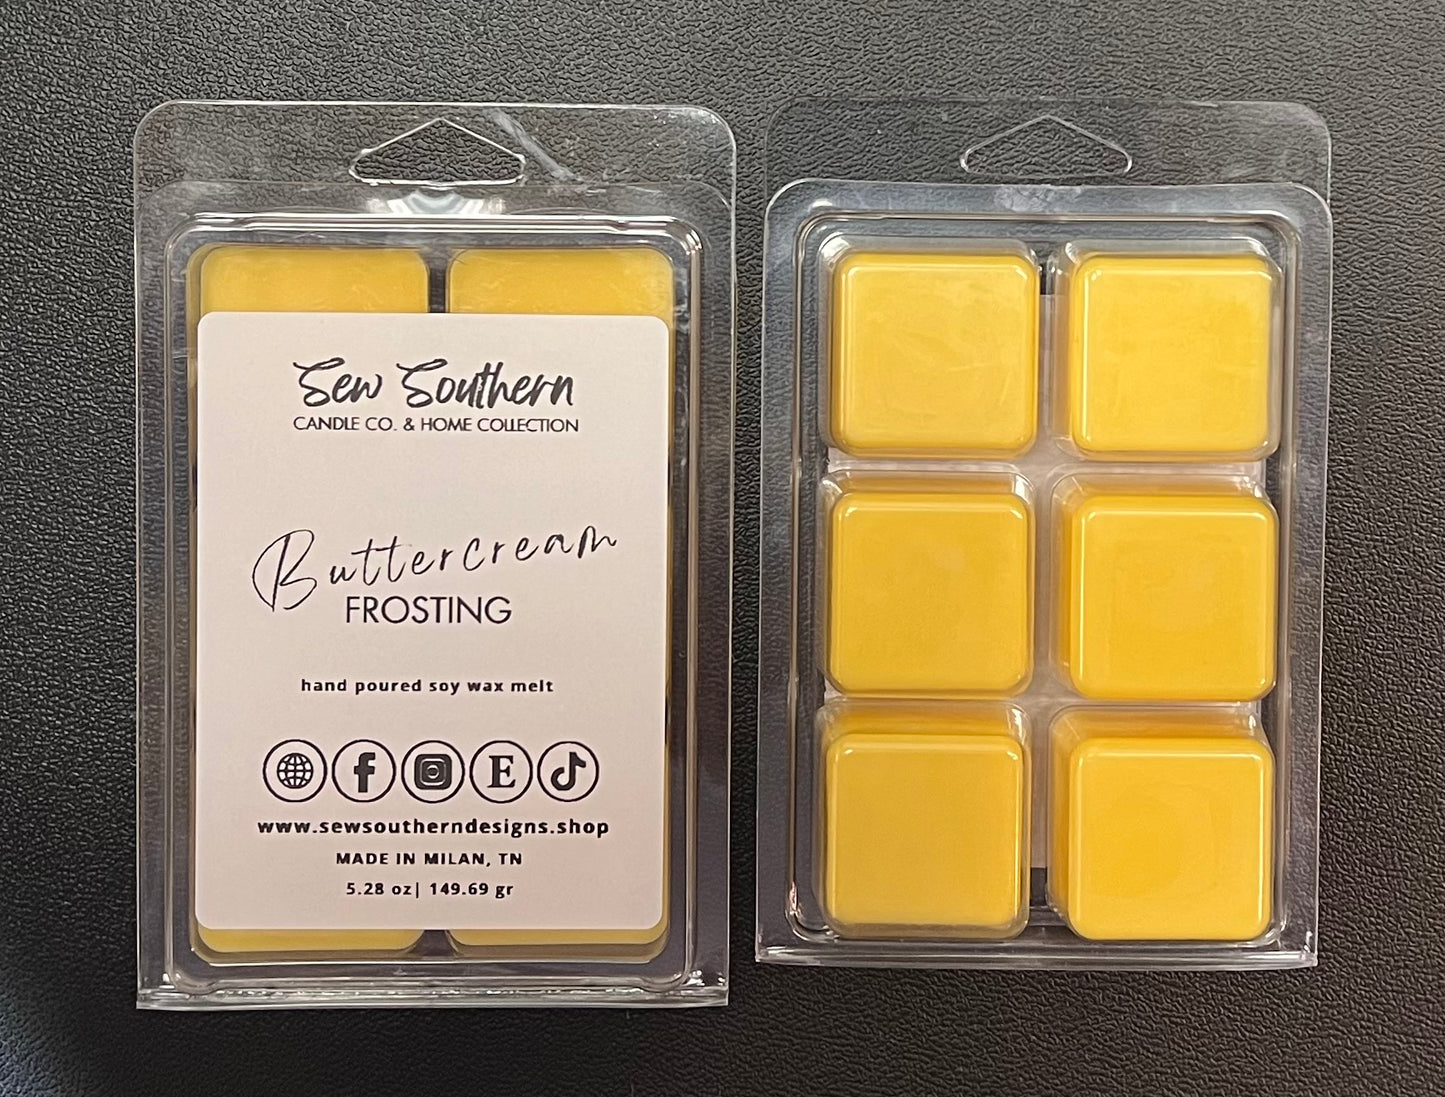 Sew Southern
CANDLE CO. & HOME COLLECTION
Buttercream
FROSTING
hand poured soy wax melt
f E
www.sewsoutherndesigns.shop
MADE IN MILAN, TN
5.28 oz| 149.69 gr